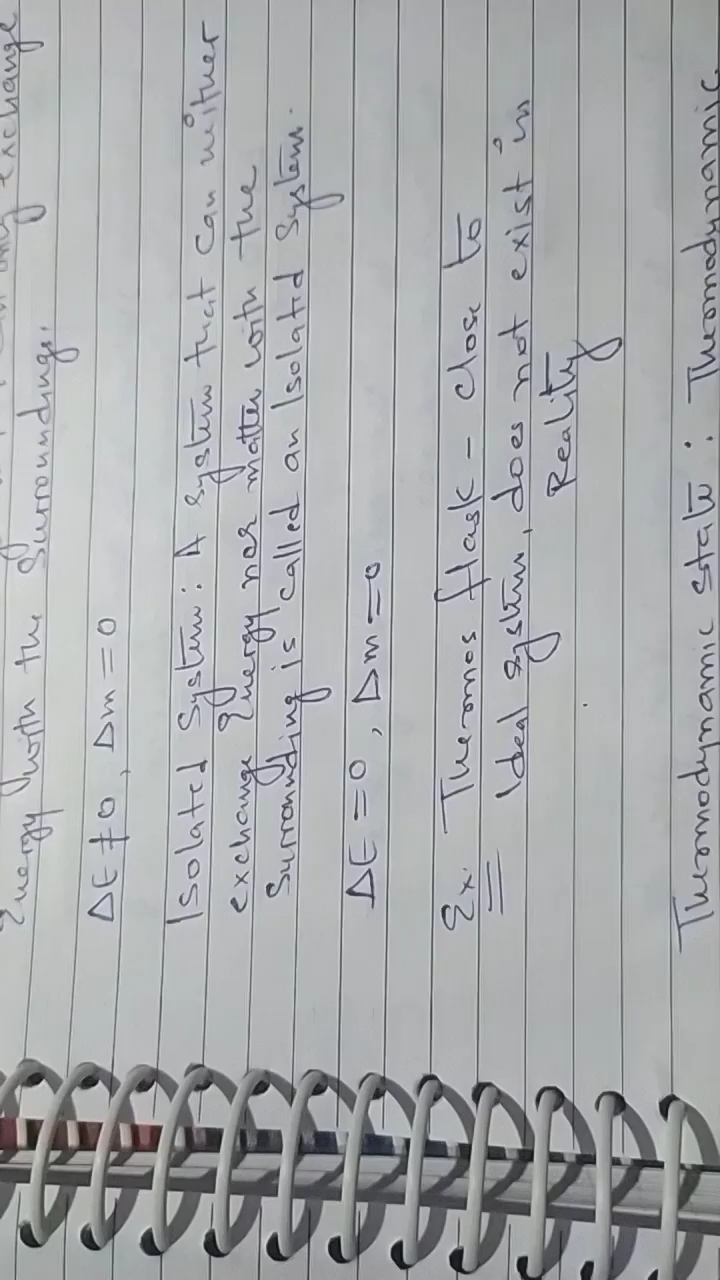 exchange
Energy with the Surroundings.
ΔE ≠ 0, Δm = 0
Isolated System: A system that can neither
exchange Energy nor matter with the
Surrounding is called an Isolated System.
ΔE = 0, Δm = 0
Ex. Thermos flask - close to
Ideal system, does not exist in
Reality
Thermodynamic state: Thermodynamic